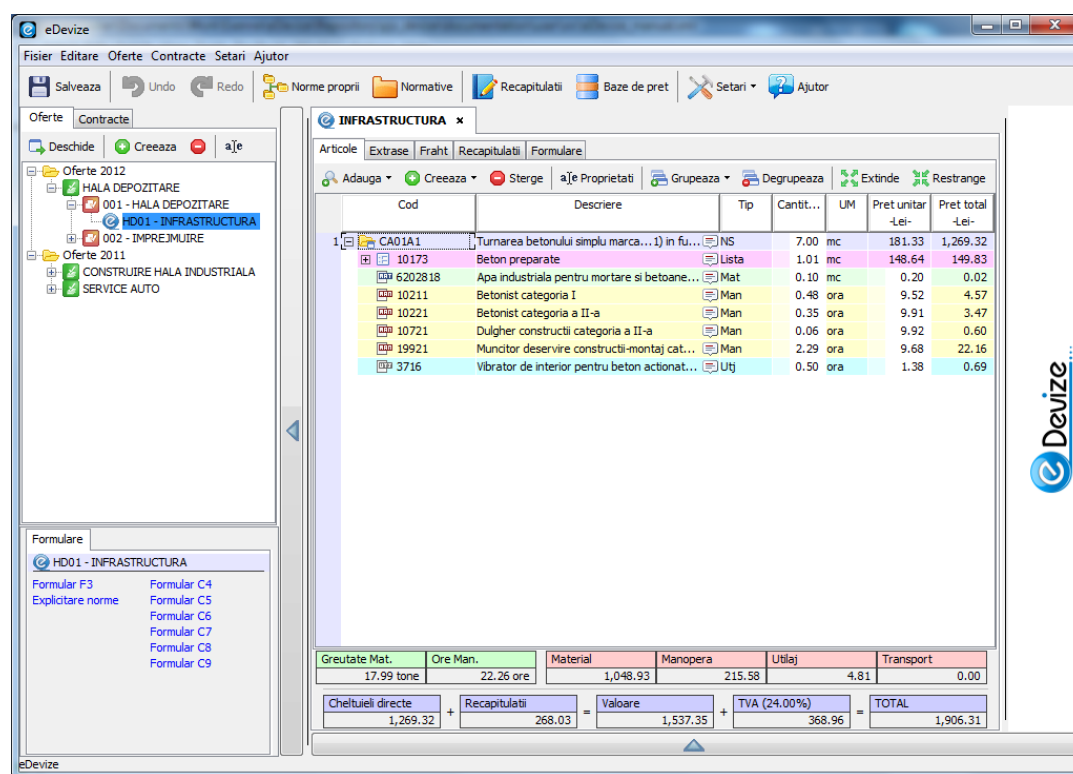 eDevize
Fisier Editare Oferte Contracte Setari Ajutor
Salveaza Undo Redo Norme proprii Normative Recapitulatii Baze de pret Setari Ajutor
Oferte Contracte
Deschide Creeaza a e
Oferte 2012
HALA DEPOZITARE
001 - HALA DEPOZITARE
HD01 - INFRASTRUCTURA
002 - IMPREJMUIRE
Oferte 2011
CONSTRUIRE HALA INDUSTRIALA
SERVICE AUTO
Formulare
HD01 - INFRASTRUCTURA
Formular F3 Formular C4
Explicitare norme Formular C5
Formular C6
Formular C7
Formular C8
Formular C9
INFRASTRUCTURA x
Articole Extrase Fraht Recapitulatii Formulare
Adauga Creeaza Sterge a e Proprietati Grupeaza Degrupeaza Extinde Restrange
Cod Descriere Tip Cantit... UM Pret unitar -Lei- Pret total -Lei-
1 CA01A1 Turnarea betonului simplu marca...1) in fu... NS 7.00 mc 181.33 1,269.32
10173 Beton preparate Lista 1.01 mc 148.64 149.83
6202818 Apa industriala pentru mortare si betoane... Mat 0.10 mc 0.20 0.02
10211 Betonist categoria I Man 0.48 ora 9.52 4.57
10221 Betonist categoria a II-a Man 0.35 ora 9.91 3.47
10721 Dulgher constructii categoria a II-a Man 0.06 ora 9.92 0.60
19921 Muncitor deservire constructii-montaj cat... Man 2.29 ora 9.68 22.16
3716 Vibrator de interior pentru beton actionat... Utj 0.50 ora 1.38 0.69
Greutate Mat. Ore Man. Material Manopera Utilaj Transport
17.99 tone 22.26 ore 1,048.93 215.58 4.81 0.00
Cheltuieli directe + Recapitulatii = Valoare + TVA (24.00%) = TOTAL
1,269.32 268.03 1,537.35 368.96 1,906.31
eDevize...
eDevize